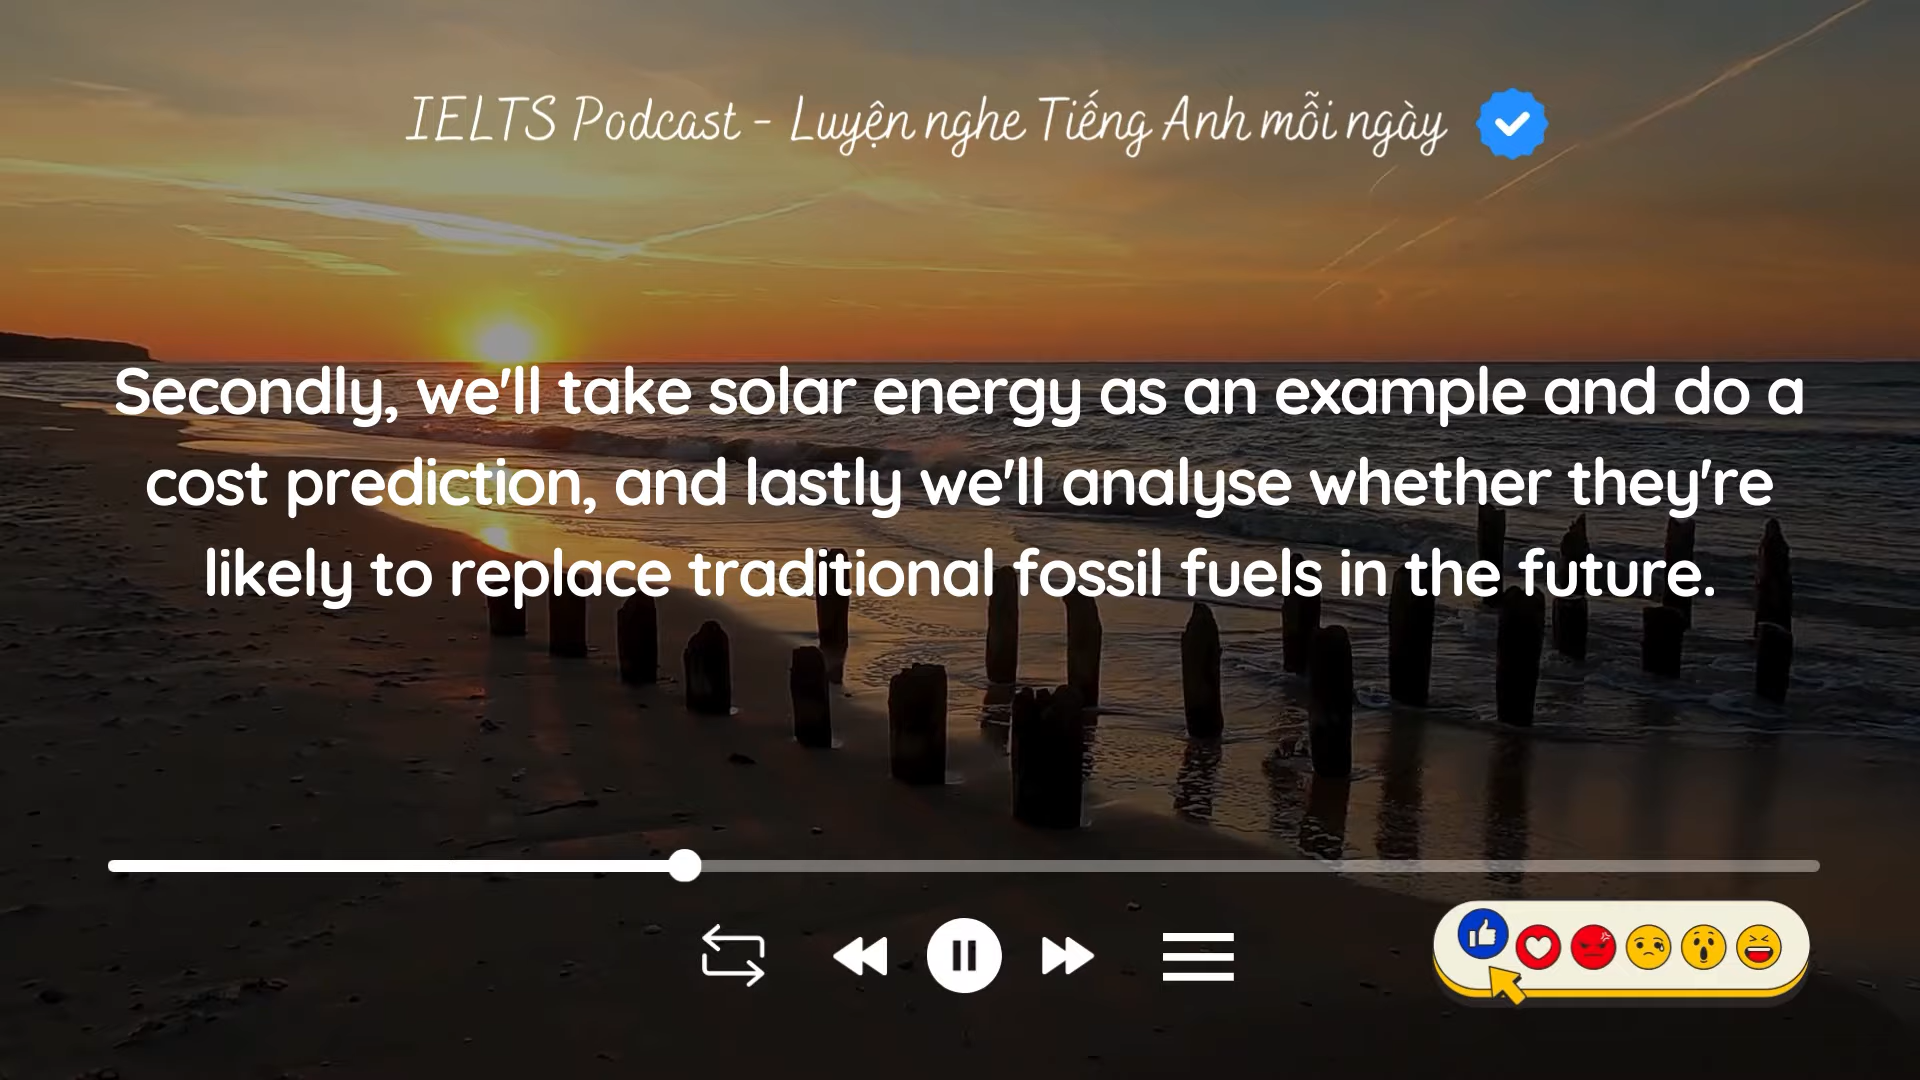 IELTS Podcast - Luyện nghe Tiếng Anh mỗi ngày
Secondly, we'll take solar energy as an example and do a
cost prediction, and lastly we'll analyse whether they're
likely to replace traditional fossil fuels in the future.